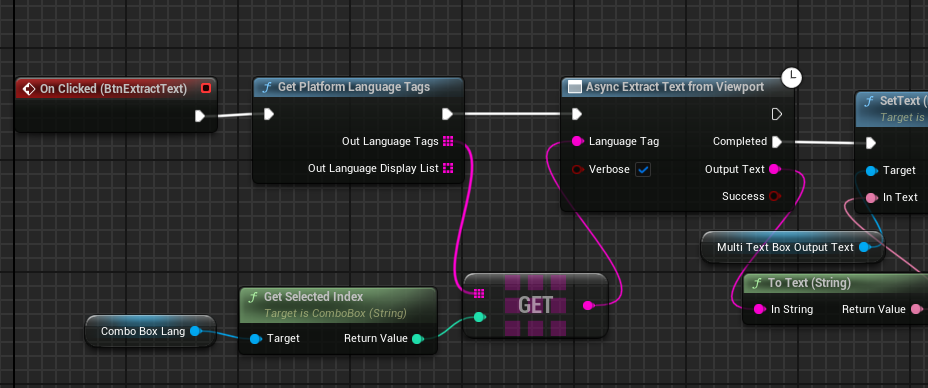 On Clicked (BtnExtractText)
Get Platform Language Tags
Out Language Tags
Out Language Display List
Async Extract Text from Viewport
Language Tag
Completed
Verbose
Output Text
Success
SetText (
Target is
Target
In Text
Multi Text Box Output Text
To Text (String)
In String
Return Value
GET
Get Selected Index
Target is ComboBox (String)
Target
Return Value
Combo Box Lang